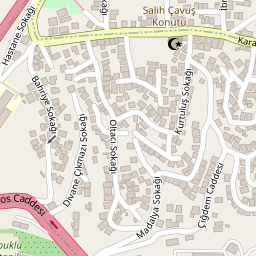 Salih Çavuş
Konutu
Hastane Sokağı
Kara
Bahriye Sokağı
Divane Çıkmazı Sokağı
Oltacı Sokağı
Kurtuluş Sokağı
Madalya Sokağı
Çiğdem Caddesi
os Caddesi
puklu